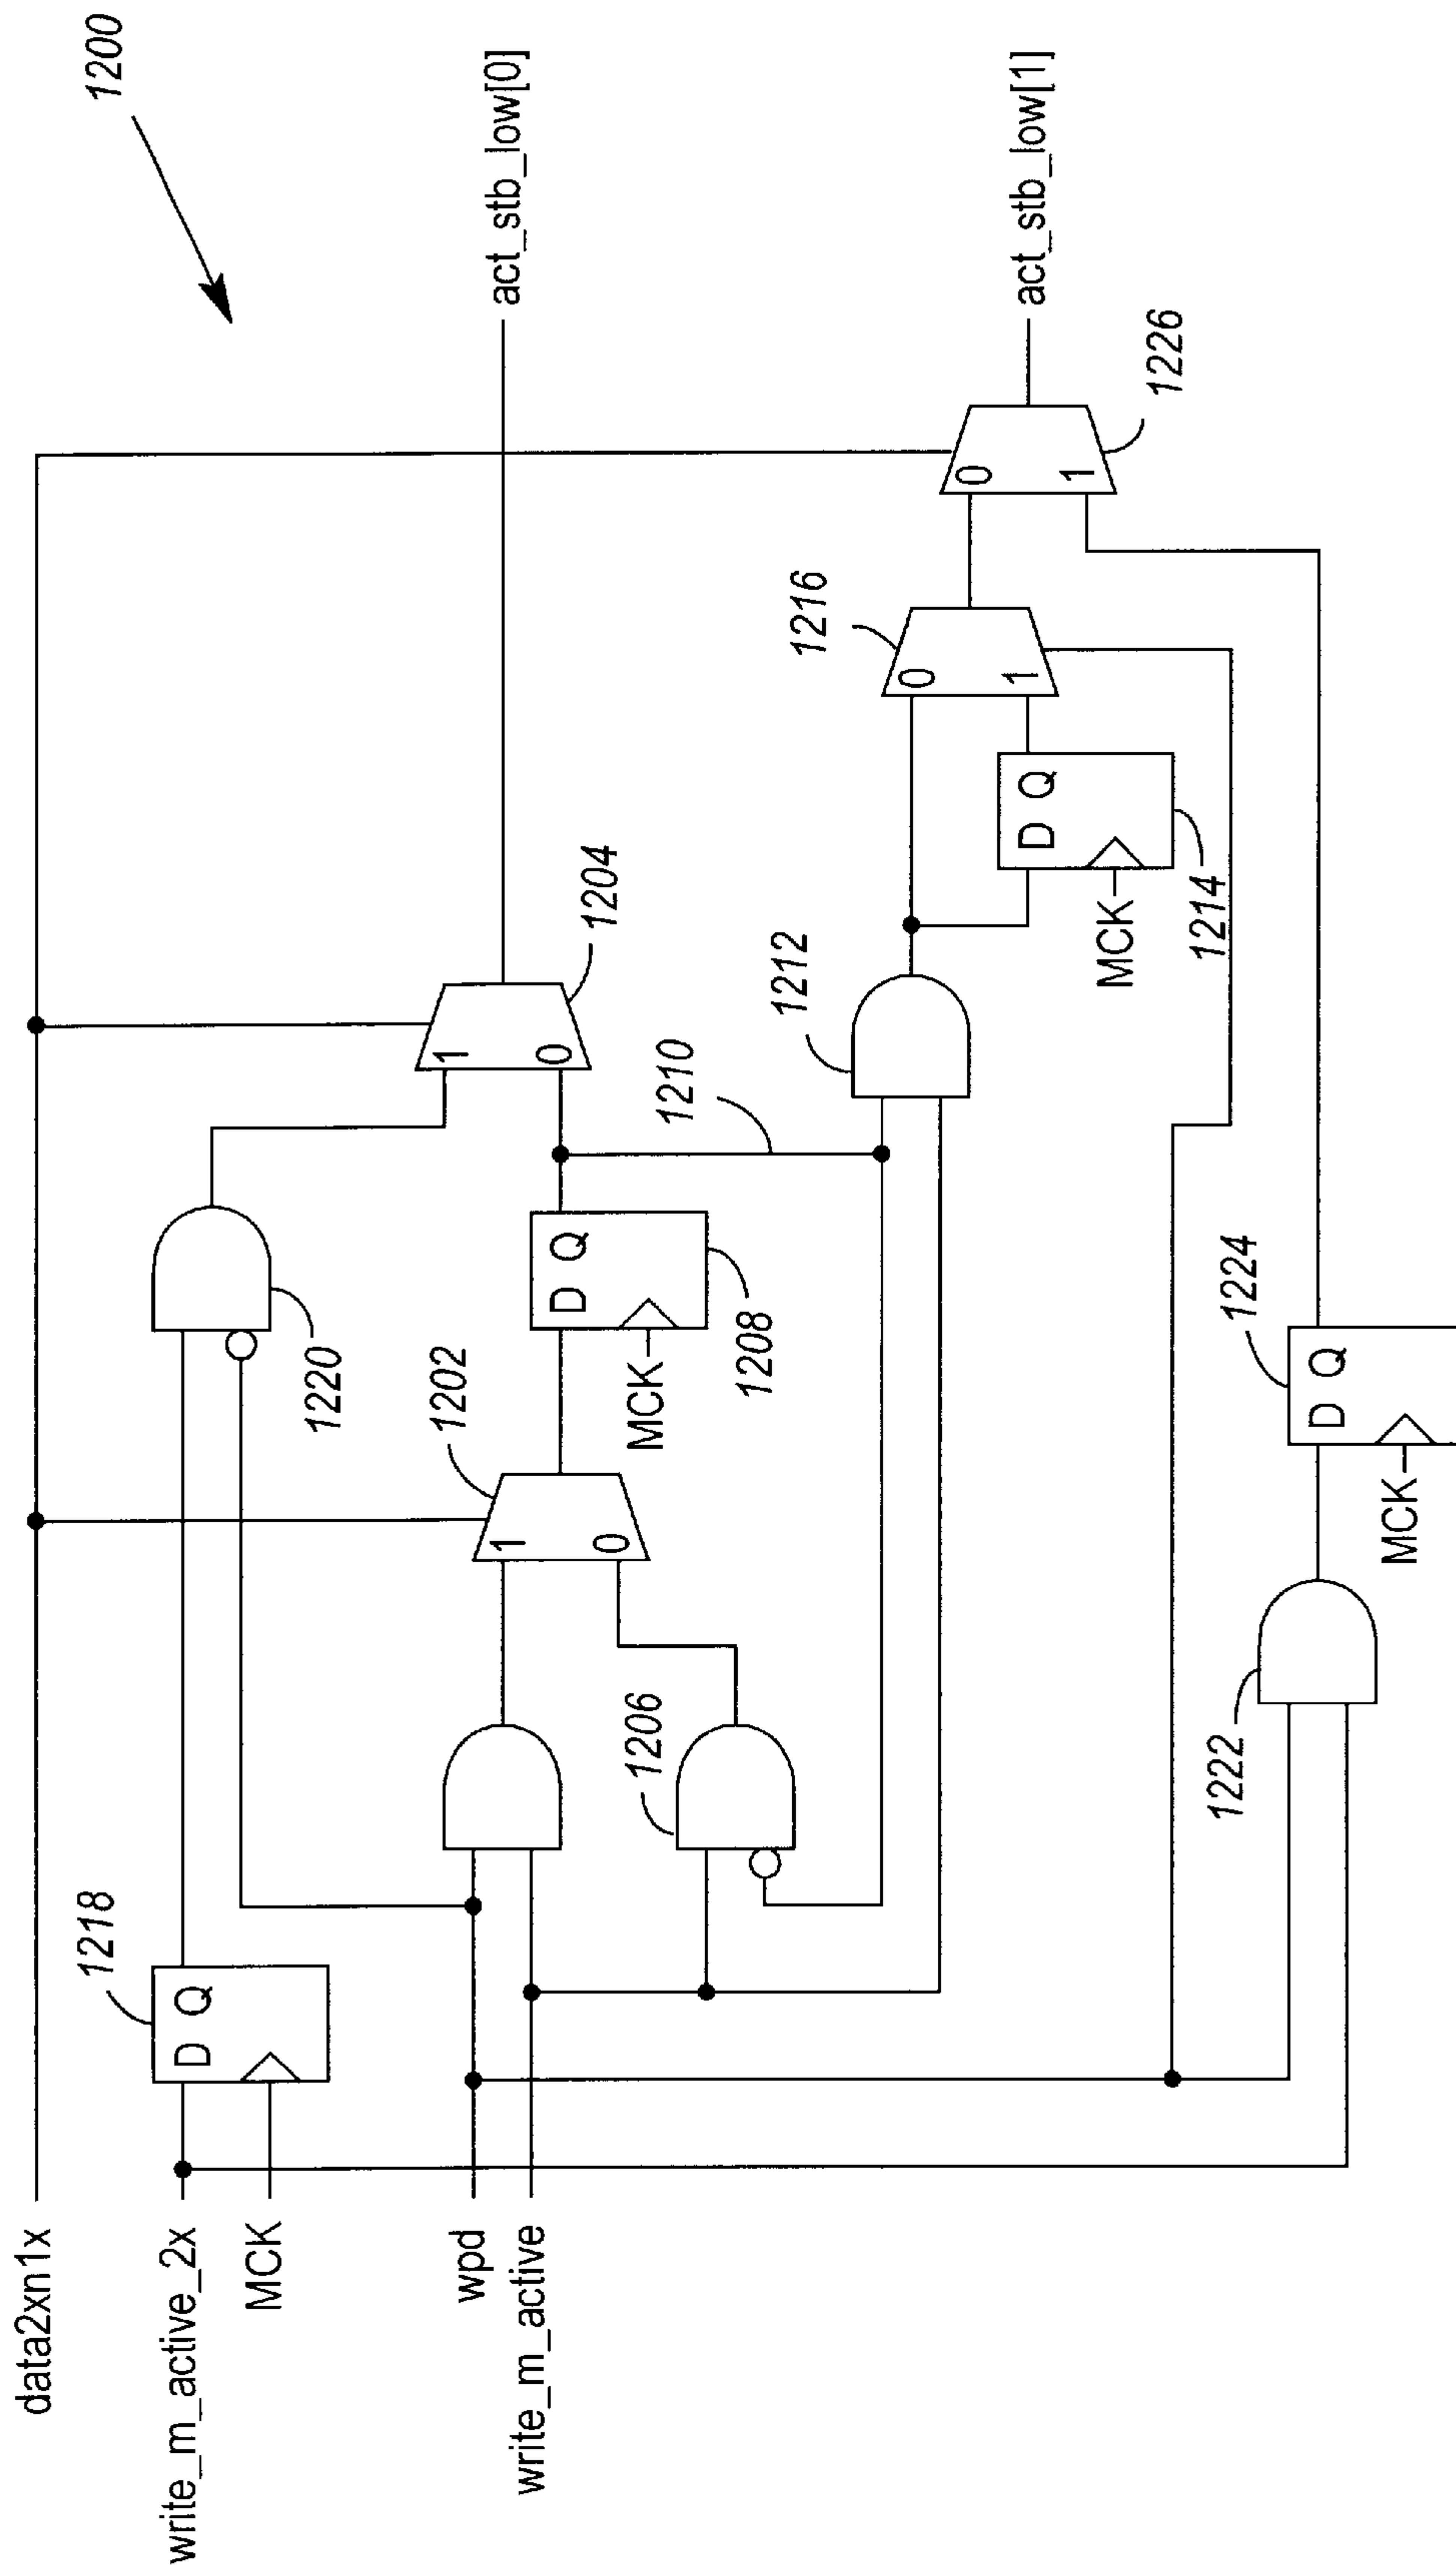 1200
data2xn1x
write_m_active_2x
MCK
wpd
write_m_active
act_stb_low[0]
act_stb_low[1]
1218
D Q
1220
1202
1
0
1206
D Q
MCK
1208
1204
1
0
1210
1212
D Q
MCK
1214
1216
0
1
1222
D Q
MCK
1224
0
1
1226